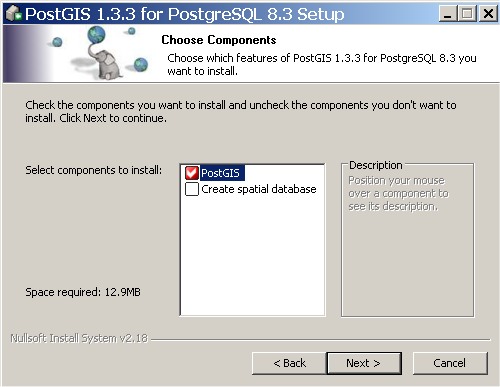 PostGIS 1.3.3 for PostgreSQL 8.3 Setup
Choose Components
Choose which features of PostGIS 1.3.3 for PostgreSQL 8.3 you
want to install.
Check the components you want to install and uncheck the components you don't want to
install. Click Next to continue.
Select components to install:
PostGIS
Create spatial database
Description
Position your mouse
over a component to
see its description.
Space required: 12.9MB
Nullsoft Install System v2.18
< Back
Next >
Cancel